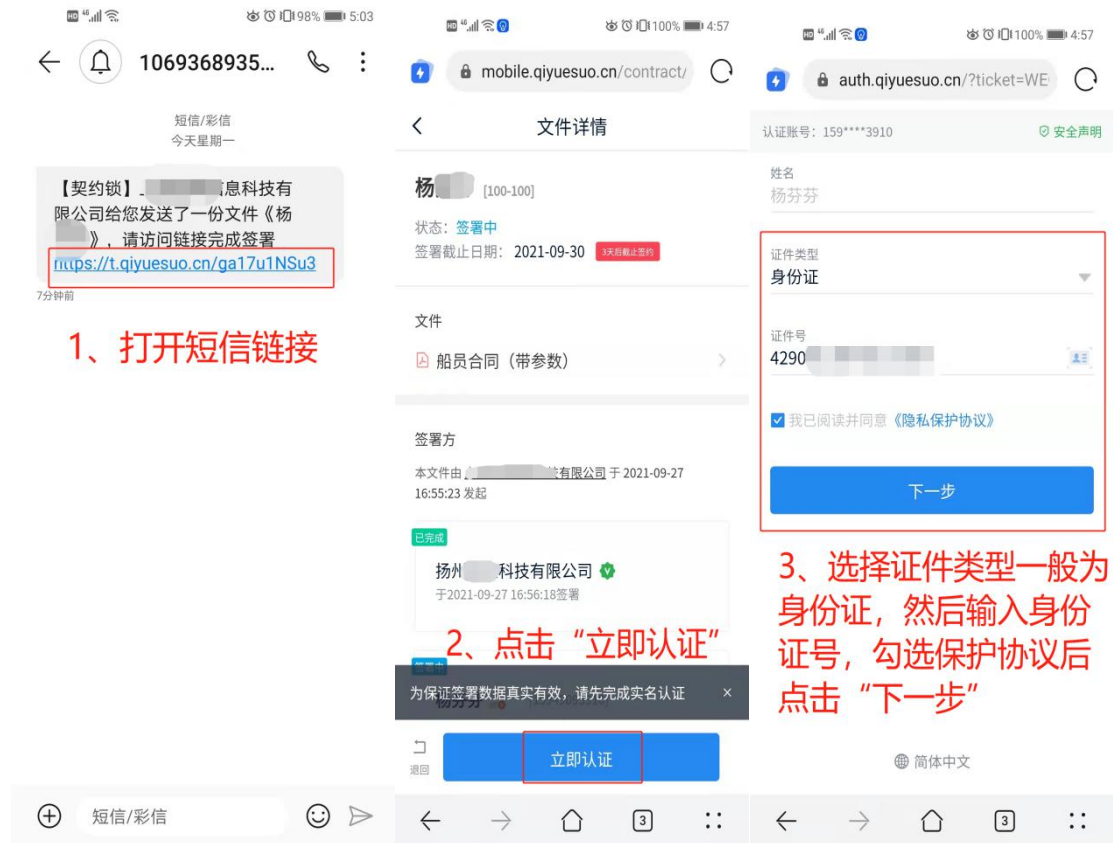 98% 5:03
1069368935...
短信/彩信
今天星期一
【契约锁】
息科技有
限公司给您发送了一份文件《杨
》，请访问链接完成签署
https://t.qiyuesuo.cn/ga17u1NSu3
7分钟前
1、打开短信链接
短信/彩信
100% 4:57
mobile.qiyuesuo.cn/contract/
文件详情
杨 [100-100]
状态：签署中
签署截止日期： 2021-09-30 3天后截止签约
文件
船员合同（带参数）
签署方
本文件由 技有限公司 于 2021-09-27
16:55:23 发起
已完成
扬州 科技有限公司
于2021-09-27 16:56:18签署
2、点击“立即认证”
签署中
为保证签署数据真实有效，请先完成实名认证 ×
杨芬芬
退回
立即认证
3
100% 4:57
auth.qiyuesuo.cn/?ticket=WE
认证账号：159****3910 安全声明
姓名
杨芬芬
证件类型
身份证
证件号
4290
我已阅读并同意《隐私保护协议》
下一步
3、选择证件类型一般为
身份证，然后输入身份
证号，勾选保护协议后
点击“下一步”
简体中文
3